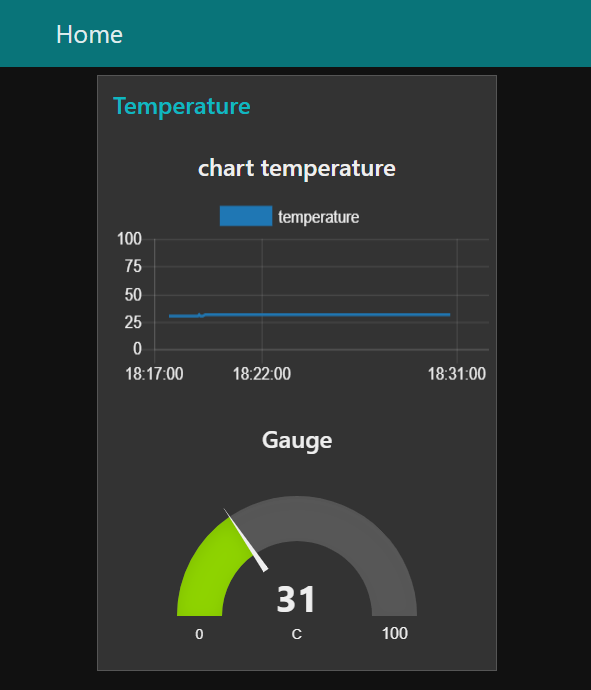 Home
Temperature
chart temperature
temperature
100
75
50
25
0
18:17:00 18:22:00 18:31:00
Gauge
31
0 C 100